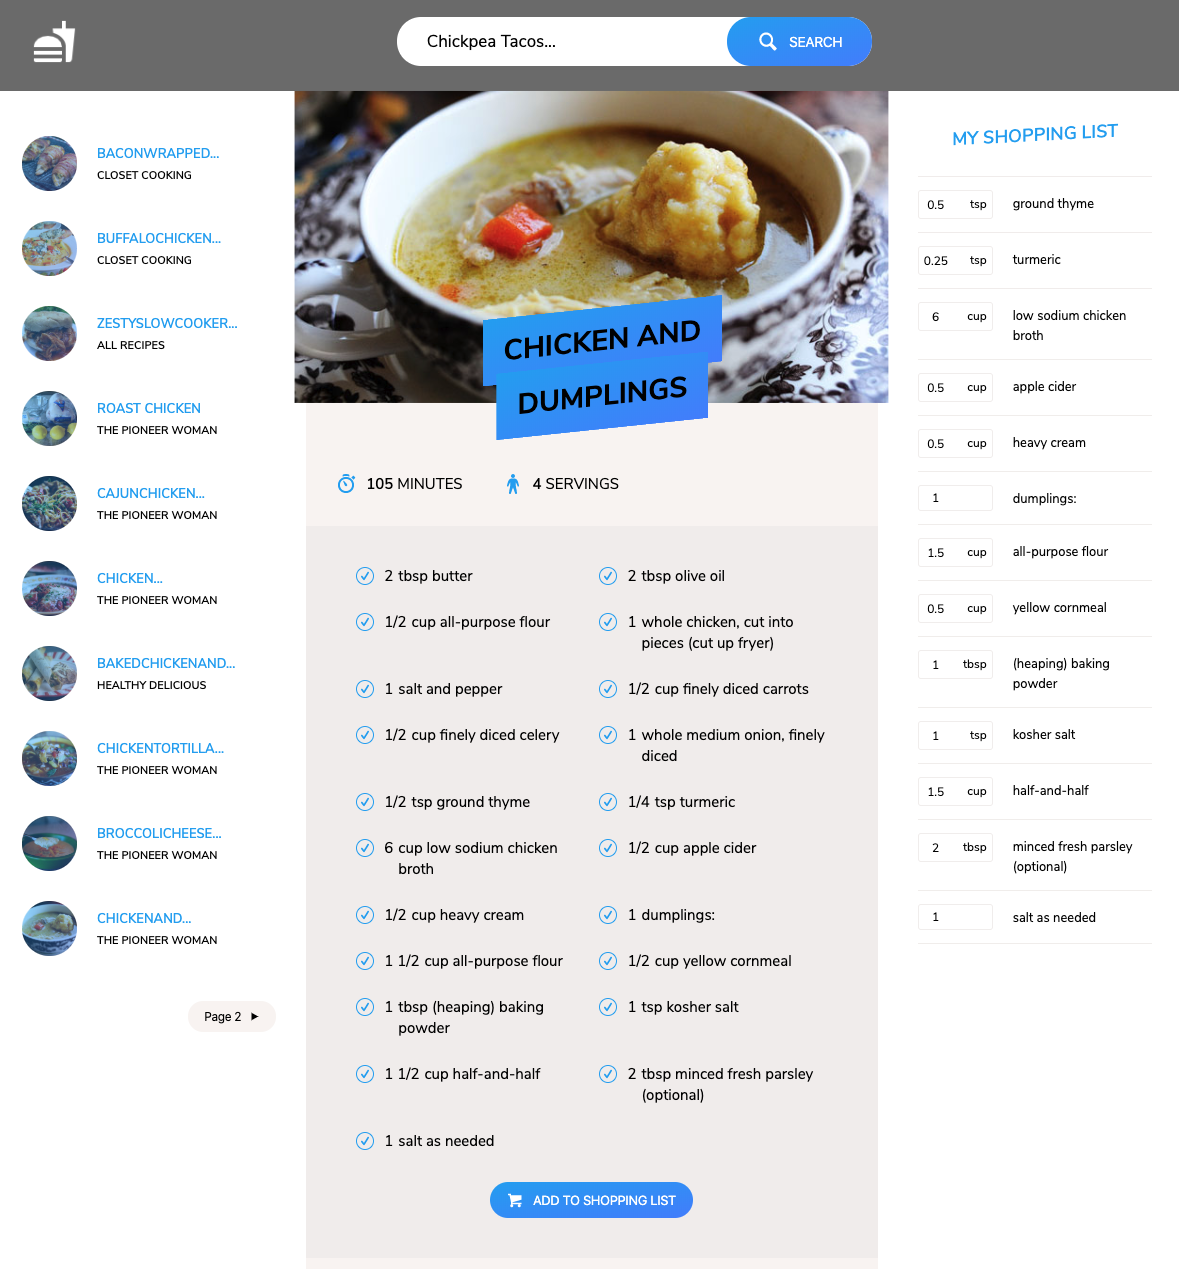 Chickpea Tacos...
SEARCH
BACONWRAPPED...
CLOSET COOKING
BUFFALOCHICKEN...
CLOSET COOKING
ZESTYSLOWCOOKER...
ALL RECIPES
ROAST CHICKEN
THE PIONEER WOMAN
CAJUNCHICKEN...
THE PIONEER WOMAN
CHICKEN...
THE PIONEER WOMAN
BAKEDCHICKENAND...
HEALTHY DELICIOUS
CHICKENTORTILLA...
THE PIONEER WOMAN
BROCCOLICHEESE...
THE PIONEER WOMAN
CHICKENAND...
THE PIONEER WOMAN
Page 2
CHICKEN AND
DUMPLINGS
105 MINUTES
4 SERVINGS
2 tbsp butter
2 tbsp olive oil
1/2 cup all-purpose flour
1 whole chicken, cut into
pieces (cut up fryer)
1 salt and pepper
1/2 cup finely diced carrots
1/2 cup finely diced celery
1 whole medium onion, finely
diced
1/2 tsp ground thyme
1/4 tsp turmeric
6 cup low sodium chicken
broth
1/2 cup apple cider
1/2 cup heavy cream
1 dumplings:
1 1/2 cup all-purpose flour
1/2 cup yellow cornmeal
1 tbsp (heaping) baking
powder
1 tsp kosher salt
1 1/2 cup half-and-half
2 tbsp minced fresh parsley
(optional)
1 salt as needed
ADD TO SHOPPING LIST
MY SHOPPING LIST
0.5 tsp ground thyme
0.25 tsp turmeric
6 cup low sodium chicken
broth
0.5 cup apple cider
0.5 cup heavy cream
1 dumplings:
1.5 cup all-purpose flour
0.5 cup yellow cornmeal
1 tbsp (heaping) baking
powder
1 tsp kosher salt
1.5 cup half-and-half
2 tbsp minced fresh parsley
(optional)
1 salt as needed